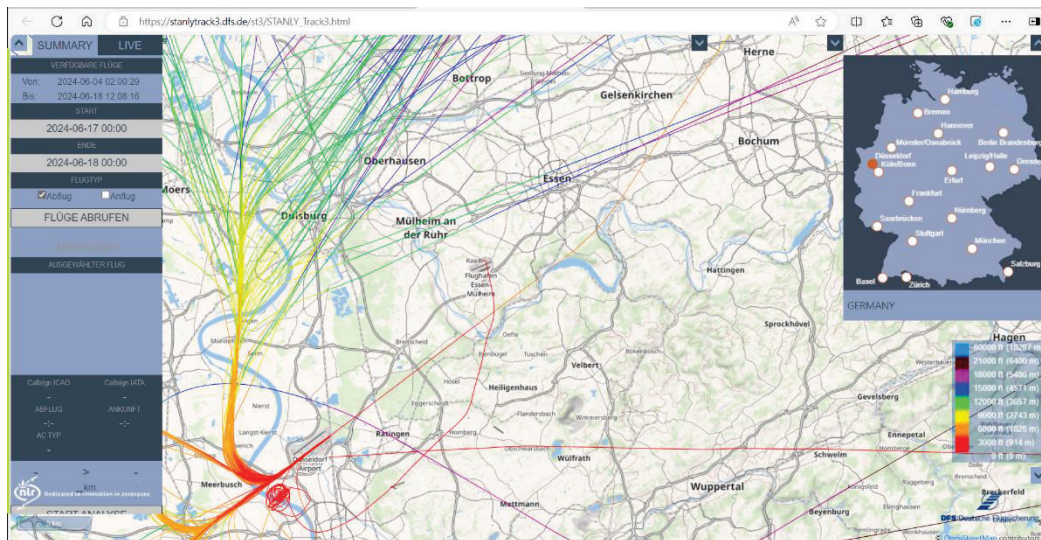 https://stanlytrack3.dfs.de/st3/STANLY_Track3.html
SUMMARY LIVE
VERFÜGBARE FLÜGE
Von: 2024-06-04 02:00:29
Bis: 2024-06-18 12:08:16
START
2024-06-17 00:00
ENDE
2024-06-18 00:00
FLUGTYP
Abflug Anflug
FLÜGE ABRUFEN
AUSGEWÄHLTER FLUG
Callsign ICAO Callsign IATA
- -
ABFLUG ANKUNFT
-:- -:-
AC TYP
-
- > -
_ km
nlr Dedicated to innovation in aerospace
START ANALYSE
km
Herne
Bottrop
Gelsenkirchen
Bochum
Oberhausen
Essen
Moers
Duisburg
Mülheim an
der Ruhr
Hattingen
Flughafen
Essen
Mülheim
Sprockhövel
Hagen
Velbert
Heiligenhaus
Gevelsberg
Nierst
Langst-Kierst
Ratingen
Homberg
Wülfrath
Ennepetal
Schwelm
Düsseldorf
Airport
Meerbusch
Mettmann
Wuppertal
Beyenburg
Breckerfeld
Hamburg
Bremen
Hannover
Münster/Osnabrück
Berlin Brandenburg
Düsseldorf
Köln/Bonn
Leipzig/Halle
Dresden
Erfurt
Frankfurt
Nürnberg
Saarbrücken
Stuttgart
München
Salzburg
Basel
Zürich
GERMANY
60000 ft (18287 m)
21000 ft (6400 m)
18000 ft (5486 m)
15000 ft (4571 m)
12000 ft (3657 m)
9000 ft (2743 m)
6000 ft (1828 m)
3000 ft (914 m)
0 ft (0 m)
DFS Deutsche Flugsicherung
© OpenStreetMap contributors